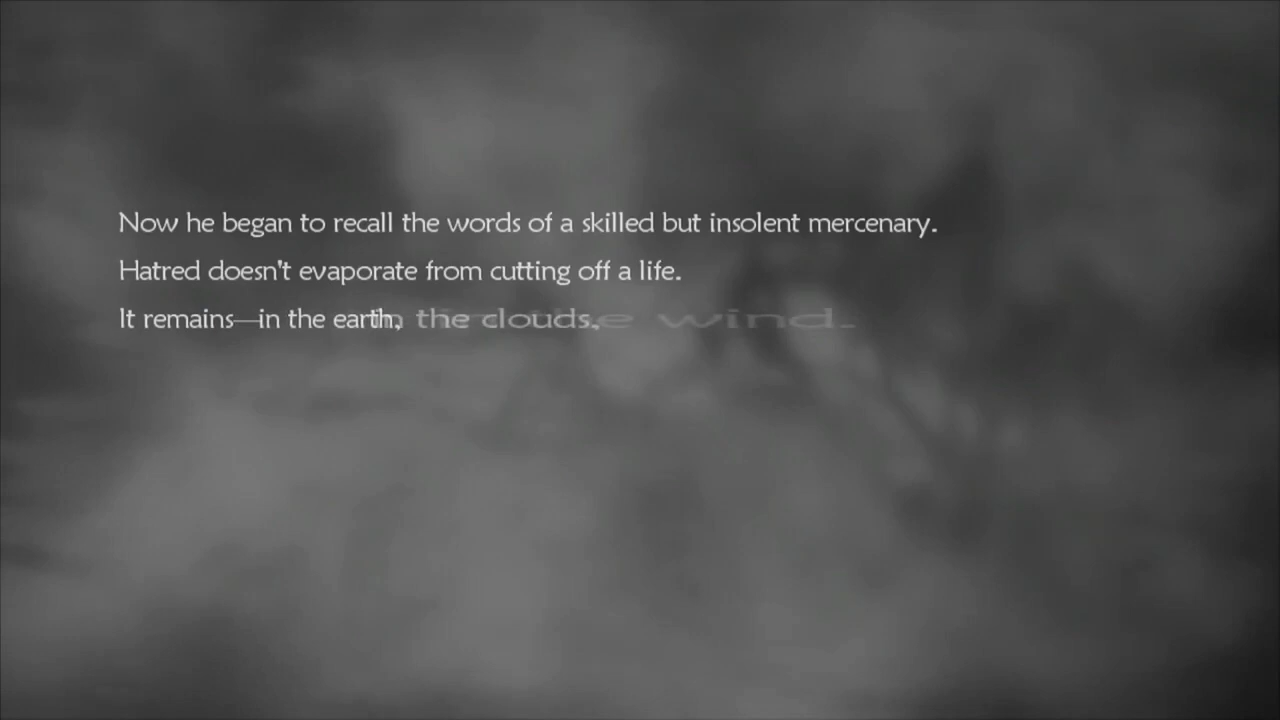 Now he began to recall the words of a skilled but insolent mercenary.
Hatred doesn't evaporate from cutting off a life.
It remains—in the earth, the clouds, wind.